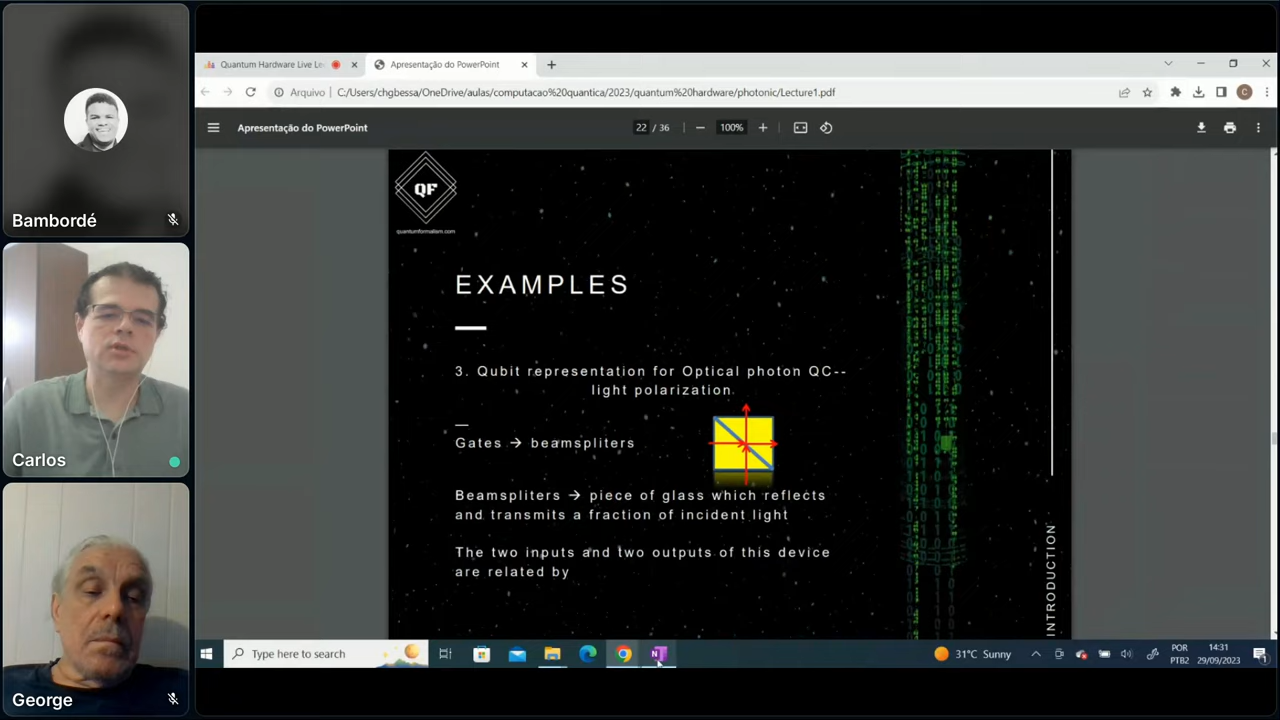 Bambordé
Carlos
George
Quantum Hardware Live Le
Apresentação do PowerPoint
Arquivo
C:/Users/chgbessa/OneDrive/aulas/computacao%20quantica/2023/quantum%20hardware/photonic/Lecture1.pdf
C
Apresentação do PowerPoint
22 / 36
100%
QF
quantumformalism.com
EXAMPLES
3. Qubit representation for Optical photon QC--
light polarization
Gates → beamspliters
Beamspliters → piece of glass which reflects
and transmits a fraction of incident light
The two inputs and two outputs of this device
are related by
INTRODUCTION
Type here to search
N
31°C Sunny
POR
PTB2
14:31
29/09/2023
1